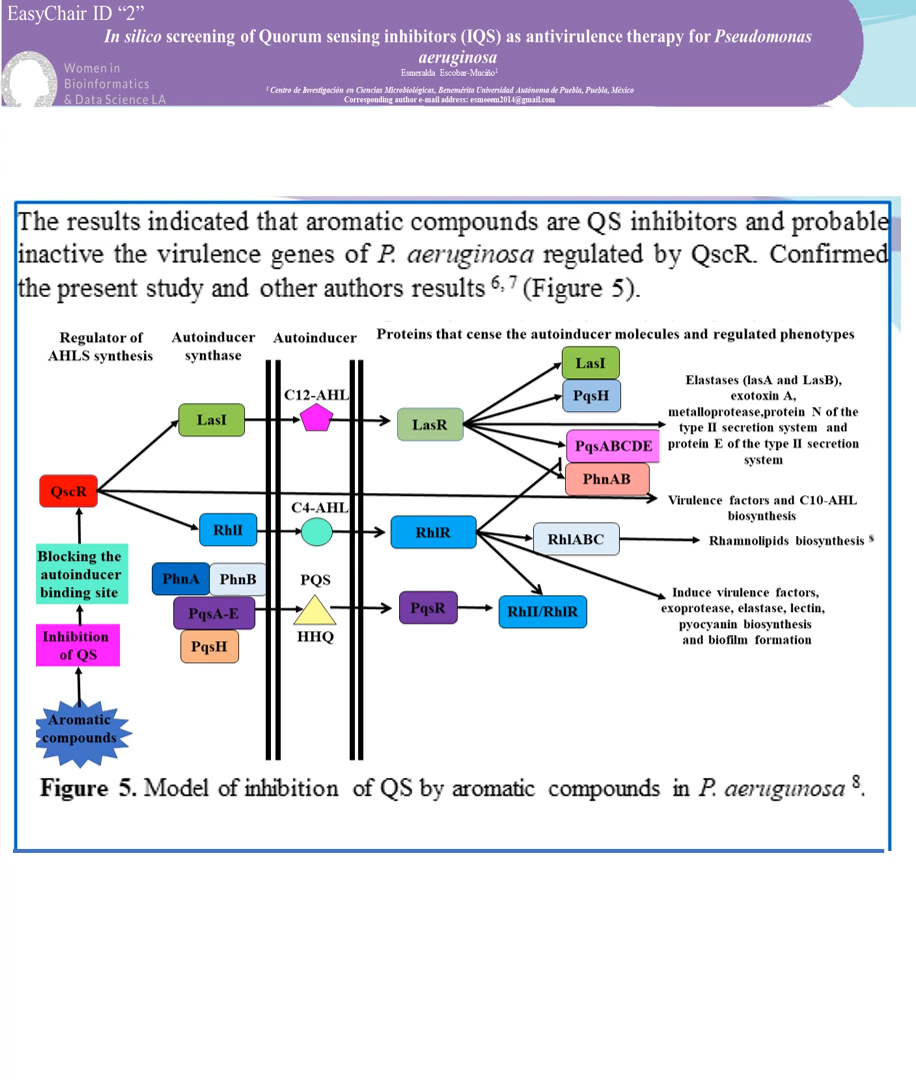 EasyChair ID “2”
In silico screening of Quorum sensing inhibitors (IQS) as antivirulence therapy for Pseudomonas
aeruginosa
Esmeralda Escobar-Muciño1
Women in
Bioinformatics
& Data Science LA
1 Centro de Investigación en Ciencias Microbiológicas, Benemérita Universidad Autónoma de Puebla, Puebla, México
Corresponding author e-mail address: esmeeem2014@gmail.com
The results indicated that aromatic compounds are QS inhibitors and probable
inactive the virulence genes of P. aeruginosa regulated by QscR. Confirmed
the present study and other authors results 6,7 (Figure 5).
Regulator of
AHLS synthesis
Autoinducer
synthase
Autoinducer
Proteins that cense the autoinducer molecules and regulated phenotypes
QscR
Blocking the
autoinducer
binding site
Inhibition
of QS
Aromatic
compounds
LasI
RhlI
PhnA
PhnB
PqsA-E
PqsH
C12-AHL
C4-AHL
PQS
HHQ
LasR
RhlR
PqsR
LasI
PqsH
PqsABCDE
PhnAB
RhlABC
RhlI/RhlR
Elastases (lasA and LasB),
exotoxin A,
metalloprotease,protein N of the
type II secretion system and
protein E of the type II secretion
system
Virulence factors and C10-AHL
biosynthesis
Rhamnolipids biosynthesis 8
Induce virulence factors,
exoprotease, elastase, lectin,
pyocyanin biosynthesis
and biofilm formation
Figure 5. Model of inhibition of QS by aromatic compounds in P. aerugunosa 8.